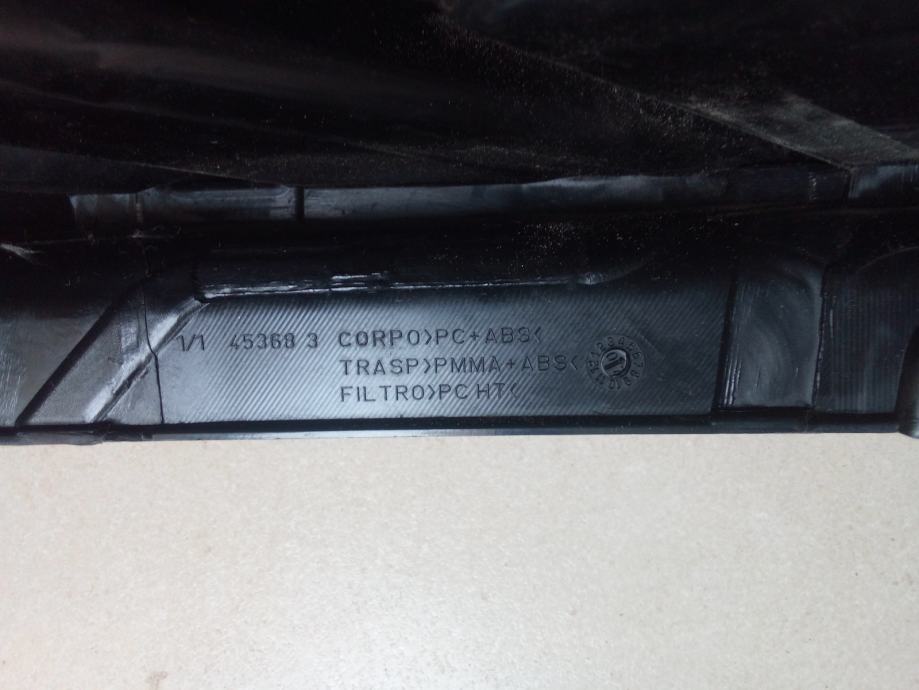 1/1 45368 3 CORPO>PC+ABS<
TRASP>PMMA+ABS<
FILTRO>PC HT<